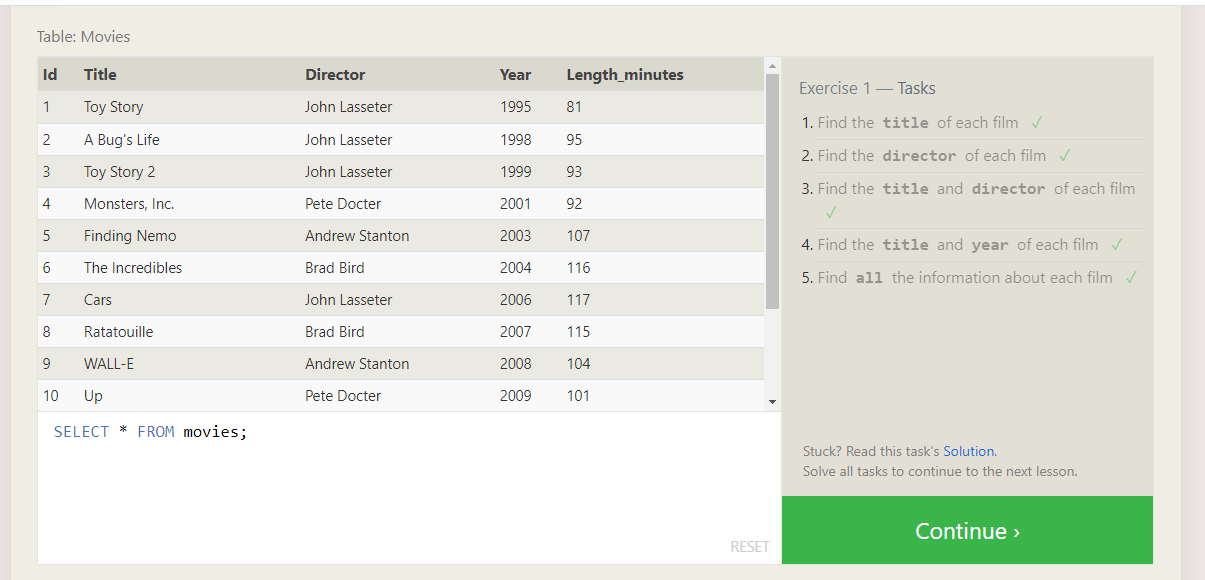 Table: Movies
Id Title Director Year Length_minutes
1 Toy Story John Lasseter 1995 81
2 A Bug's Life John Lasseter 1998 95
3 Toy Story 2 John Lasseter 1999 93
4 Monsters, Inc. Pete Docter 2001 92
5 Finding Nemo Andrew Stanton 2003 107
6 The Incredibles Brad Bird 2004 116
7 Cars John Lasseter 2006 117
8 Ratatouille Brad Bird 2007 115
9 WALL-E Andrew Stanton 2008 104
10 Up Pete Docter 2009 101
SELECT * FROM movies;
RESET
Exercise 1 — Tasks
1. Find the title of each film ✓
2. Find the director of each film ✓
3. Find the title and director of each film
✓
4. Find the title and year of each film ✓
5. Find all the information about each film ✓
Stuck? Read this task's Solution.
Solve all tasks to continue to the next lesson.
Continue ›